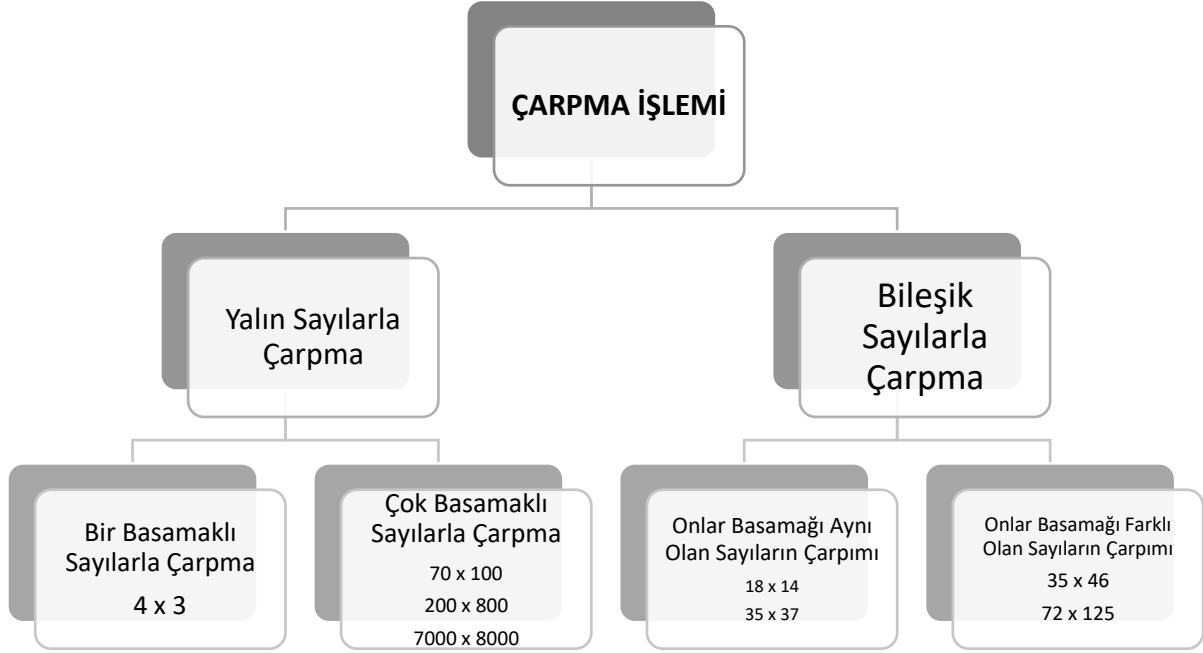 ÇARPMA İŞLEMİ
Yalın Sayılarla
Çarpma
Bileşik
Sayılarla
Çarpma
Bir Basamaklı
Sayılarla Çarpma
4 x 3
Çok Basamaklı
Sayılarla Çarpma
70 x 100
200 x 800
7000 x 8000
Onlar Basamağı Aynı
Olan Sayıların Çarpımı
18 x 14
35 x 37
Onlar Basamağı Farklı
Olan Sayıların Çarpımı
35 x 46
72 x 125